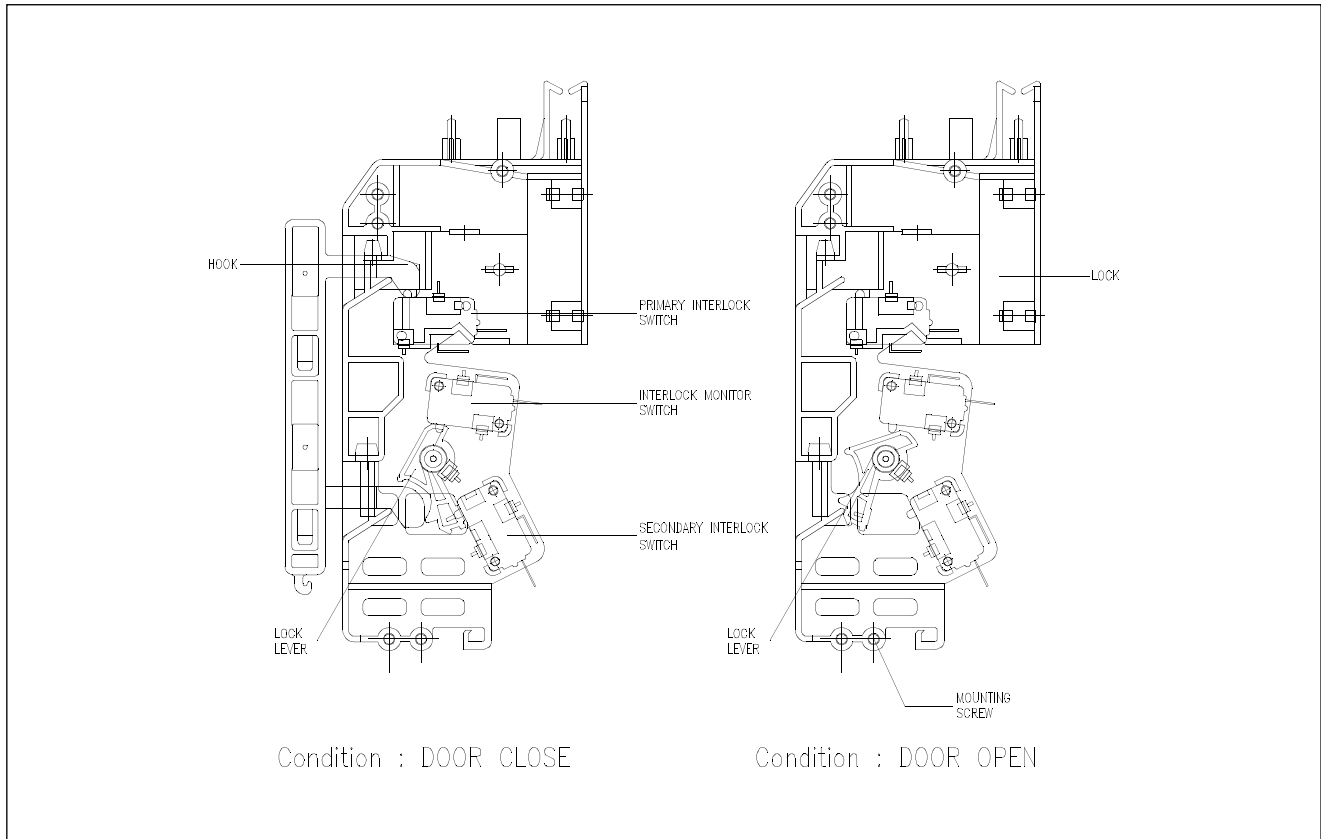 HOOK
LOCK
PRIMARY INTERLOCK
SWITCH
INTERLOCK MONITOR
SWITCH
SECONDARY INTERLOCK
SWITCH
LOCK
LEVER
LOCK
LEVER
MOUNTING
SCREW
Condition : DOOR CLOSE
Condition : DOOR OPEN